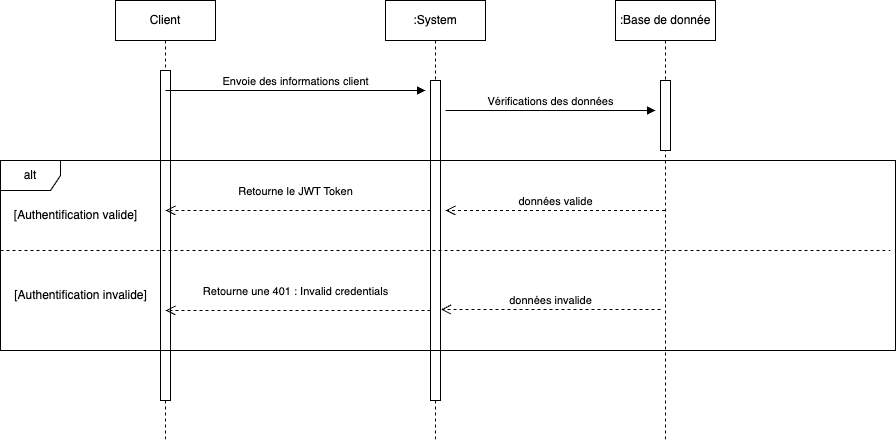 Client
:System
:Base de donnée
Envoie des informations client
Vérifications des données
alt
Retourne le JWT Token
données valide
[Authentification valide]
Retourne une 401 : Invalid credentials
données invalide
[Authentification invalide]